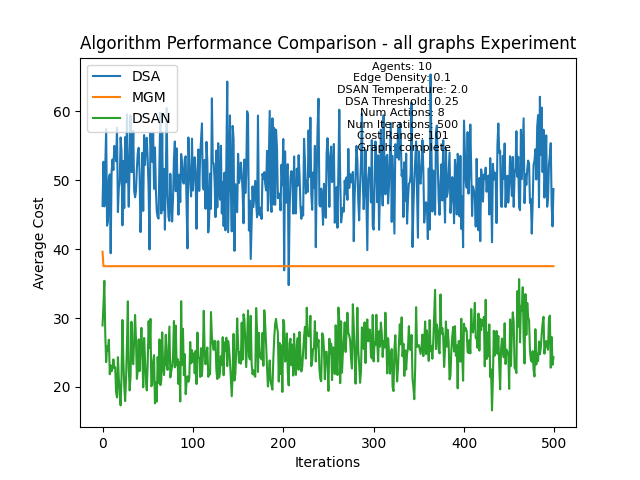 Algorithm Performance Comparison - all graphs Experiment
DSA
MGM
DSAN
Agents: 10
Edge Density: 0.1
DSAN Temperature: 2.0
DSA Threshold: 0.25
Num Actions: 8
Num Iterations: 500
Cost Range: 101
Graph: complete
Average Cost
60
50
40
30
20
0
100
200
300
400
500
Iterations